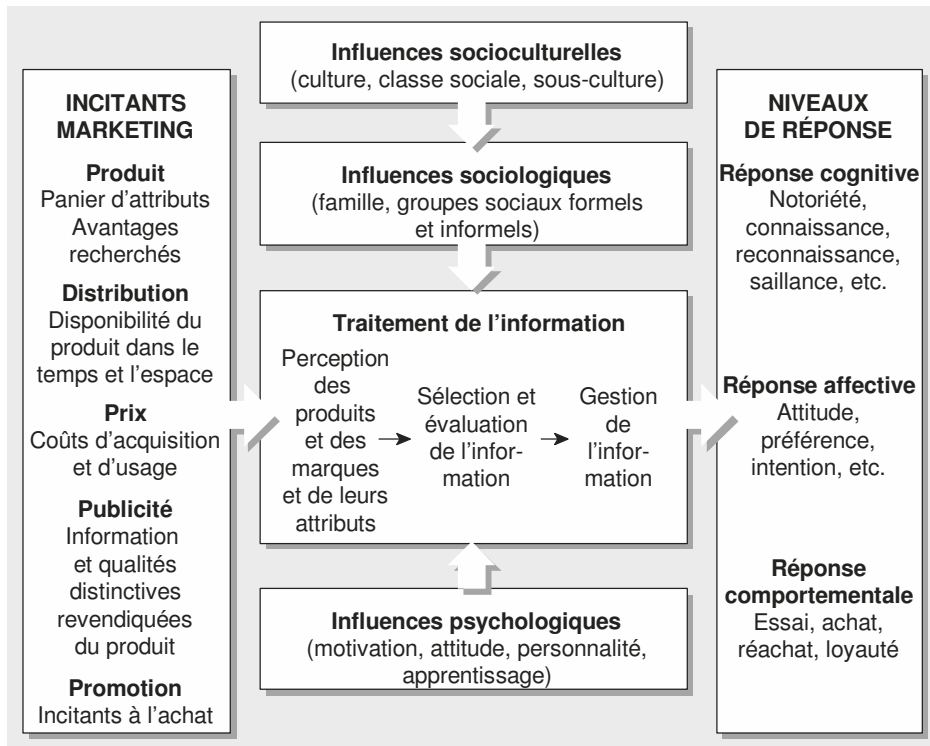 INCITANTS
MARKETING
Produit
Panier d'attributs
Avantages
recherchés
Distribution
Disponibilité du
produit dans le
temps et l'espace
Prix
Coûts d'acquisition
et d'usage
Publicité
Information
et qualités
distinctives
revendiquées
du produit
Promotion
Incitants à l'achat
Influences socioculturelles
(culture, classe sociale, sous-culture)
Influences sociologiques
(famille, groupes sociaux formels
et informels)
Traitement de l'information
Perception
des
produits
et des
marques
et de leurs
attributs
Sélection et
évaluation
de l'infor-
mation
Gestion
de
l'infor-
mation
Influences psychologiques
(motivation, attitude, personnalité,
apprentissage)
NIVEAUX
DE RÉPONSE
Réponse cognitive
Notoriété,
connaissance,
reconnaissance,
saillance, etc.
Réponse affective
Attitude,
préférence,
intention, etc.
Réponse
comportementale
Essai, achat,
réachat, loyauté